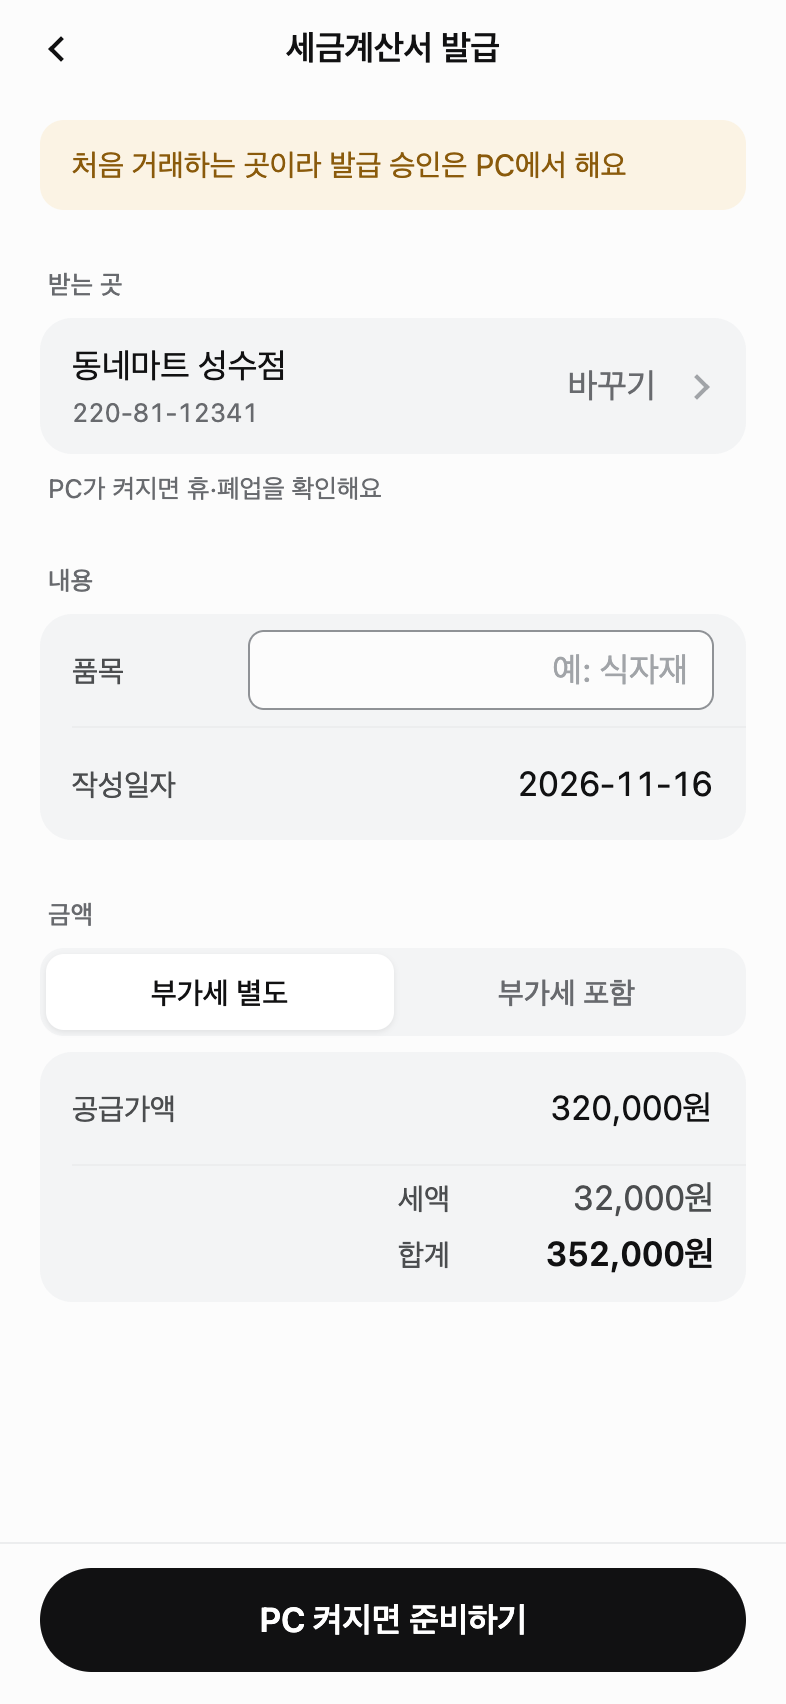 세금계산서 발급
처음 거래하는 곳이라 발급 승인은 PC에서 해요
받는 곳
동네마트 성수점
220-81-12341
바꾸기
PC가 켜지면 휴·폐업을 확인해요
내용
품목
예: 식자재
작성일자
2026-11-16
금액
부가세 별도
부가세 포함
공급가액
320,000원
세액
32,000원
합계
352,000원
PC 켜지면 준비하기